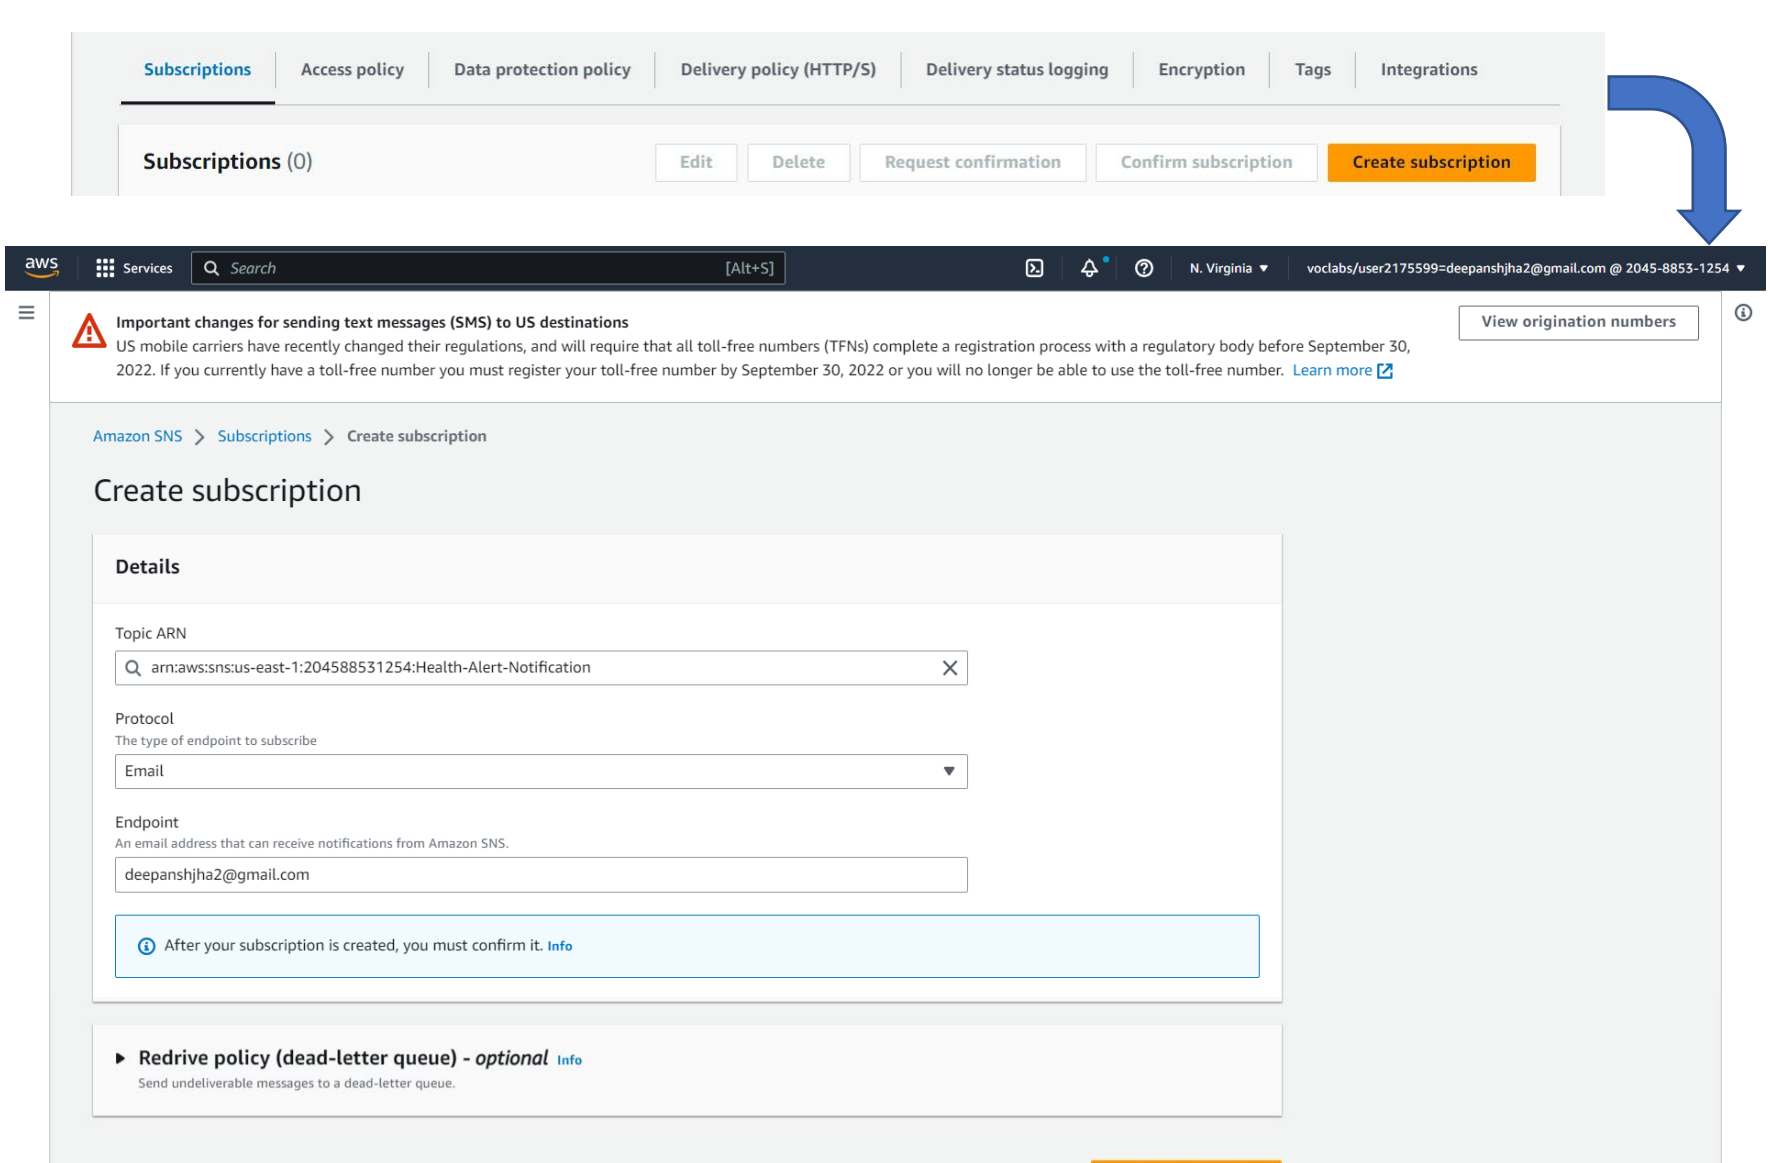 Subscriptions Access policy Data protection policy Delivery policy (HTTP/S) Delivery status logging Encryption Tags Integrations
Subscriptions (0) Edit Delete Request confirmation Confirm subscription Create subscription
aws Services Search [Alt+S] N. Virginia ▼ voclabs/user2175599=deepanshjha2@gmail.com @ 2045-8853-1254 ▼
Important changes for sending text messages (SMS) to US destinations View origination numbers
US mobile carriers have recently changed their regulations, and will require that all toll-free numbers (TFNs) complete a registration process with a regulatory body before September 30,
2022. If you currently have a toll-free number you must register your toll-free number by September 30, 2022 or you will no longer be able to use the toll-free number. Learn more
Amazon SNS > Subscriptions > Create subscription
Create subscription
Details
Topic ARN
arn:aws:sns:us-east-1:204588531254:Health-Alert-Notification
Protocol
The type of endpoint to subscribe
Email
Endpoint
An email address that can receive notifications from Amazon SNS.
deepanshjha2@gmail.com
After your subscription is created, you must confirm it. Info
Redrive policy (dead-letter queue) - optional Info
Send undeliverable messages to a dead-letter queue.